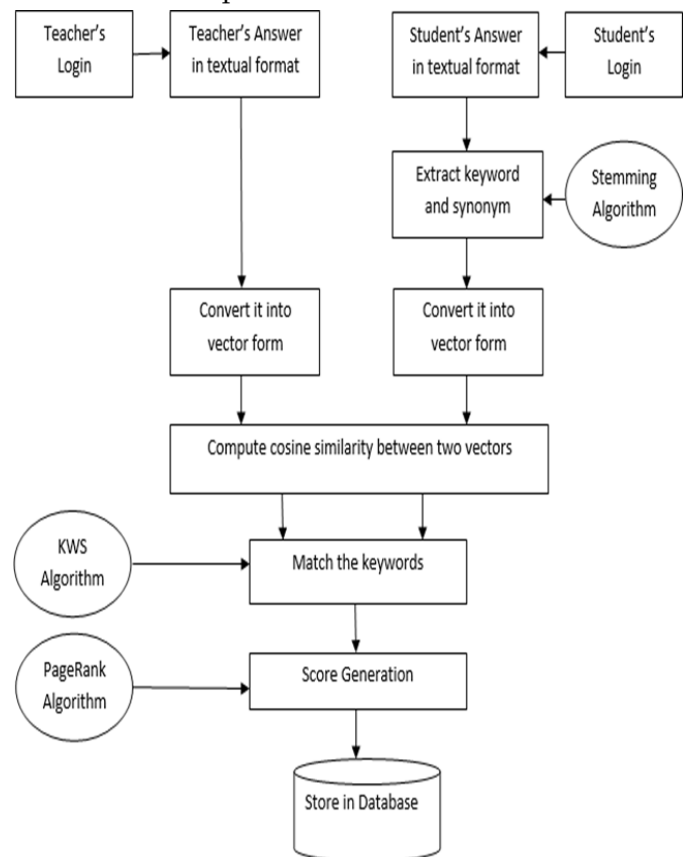 Teacher's
Login
Teacher's Answer
in textual format
Student's Answer
in textual format
Student's
Login
Extract keyword
and synonym
Stemming
Algorithm
Convert it into
vector form
Convert it into
vector form
Compute cosine similarity between two vectors
KWS
Algorithm
Match the keywords
PageRank
Algorithm
Score Generation
Store in Database